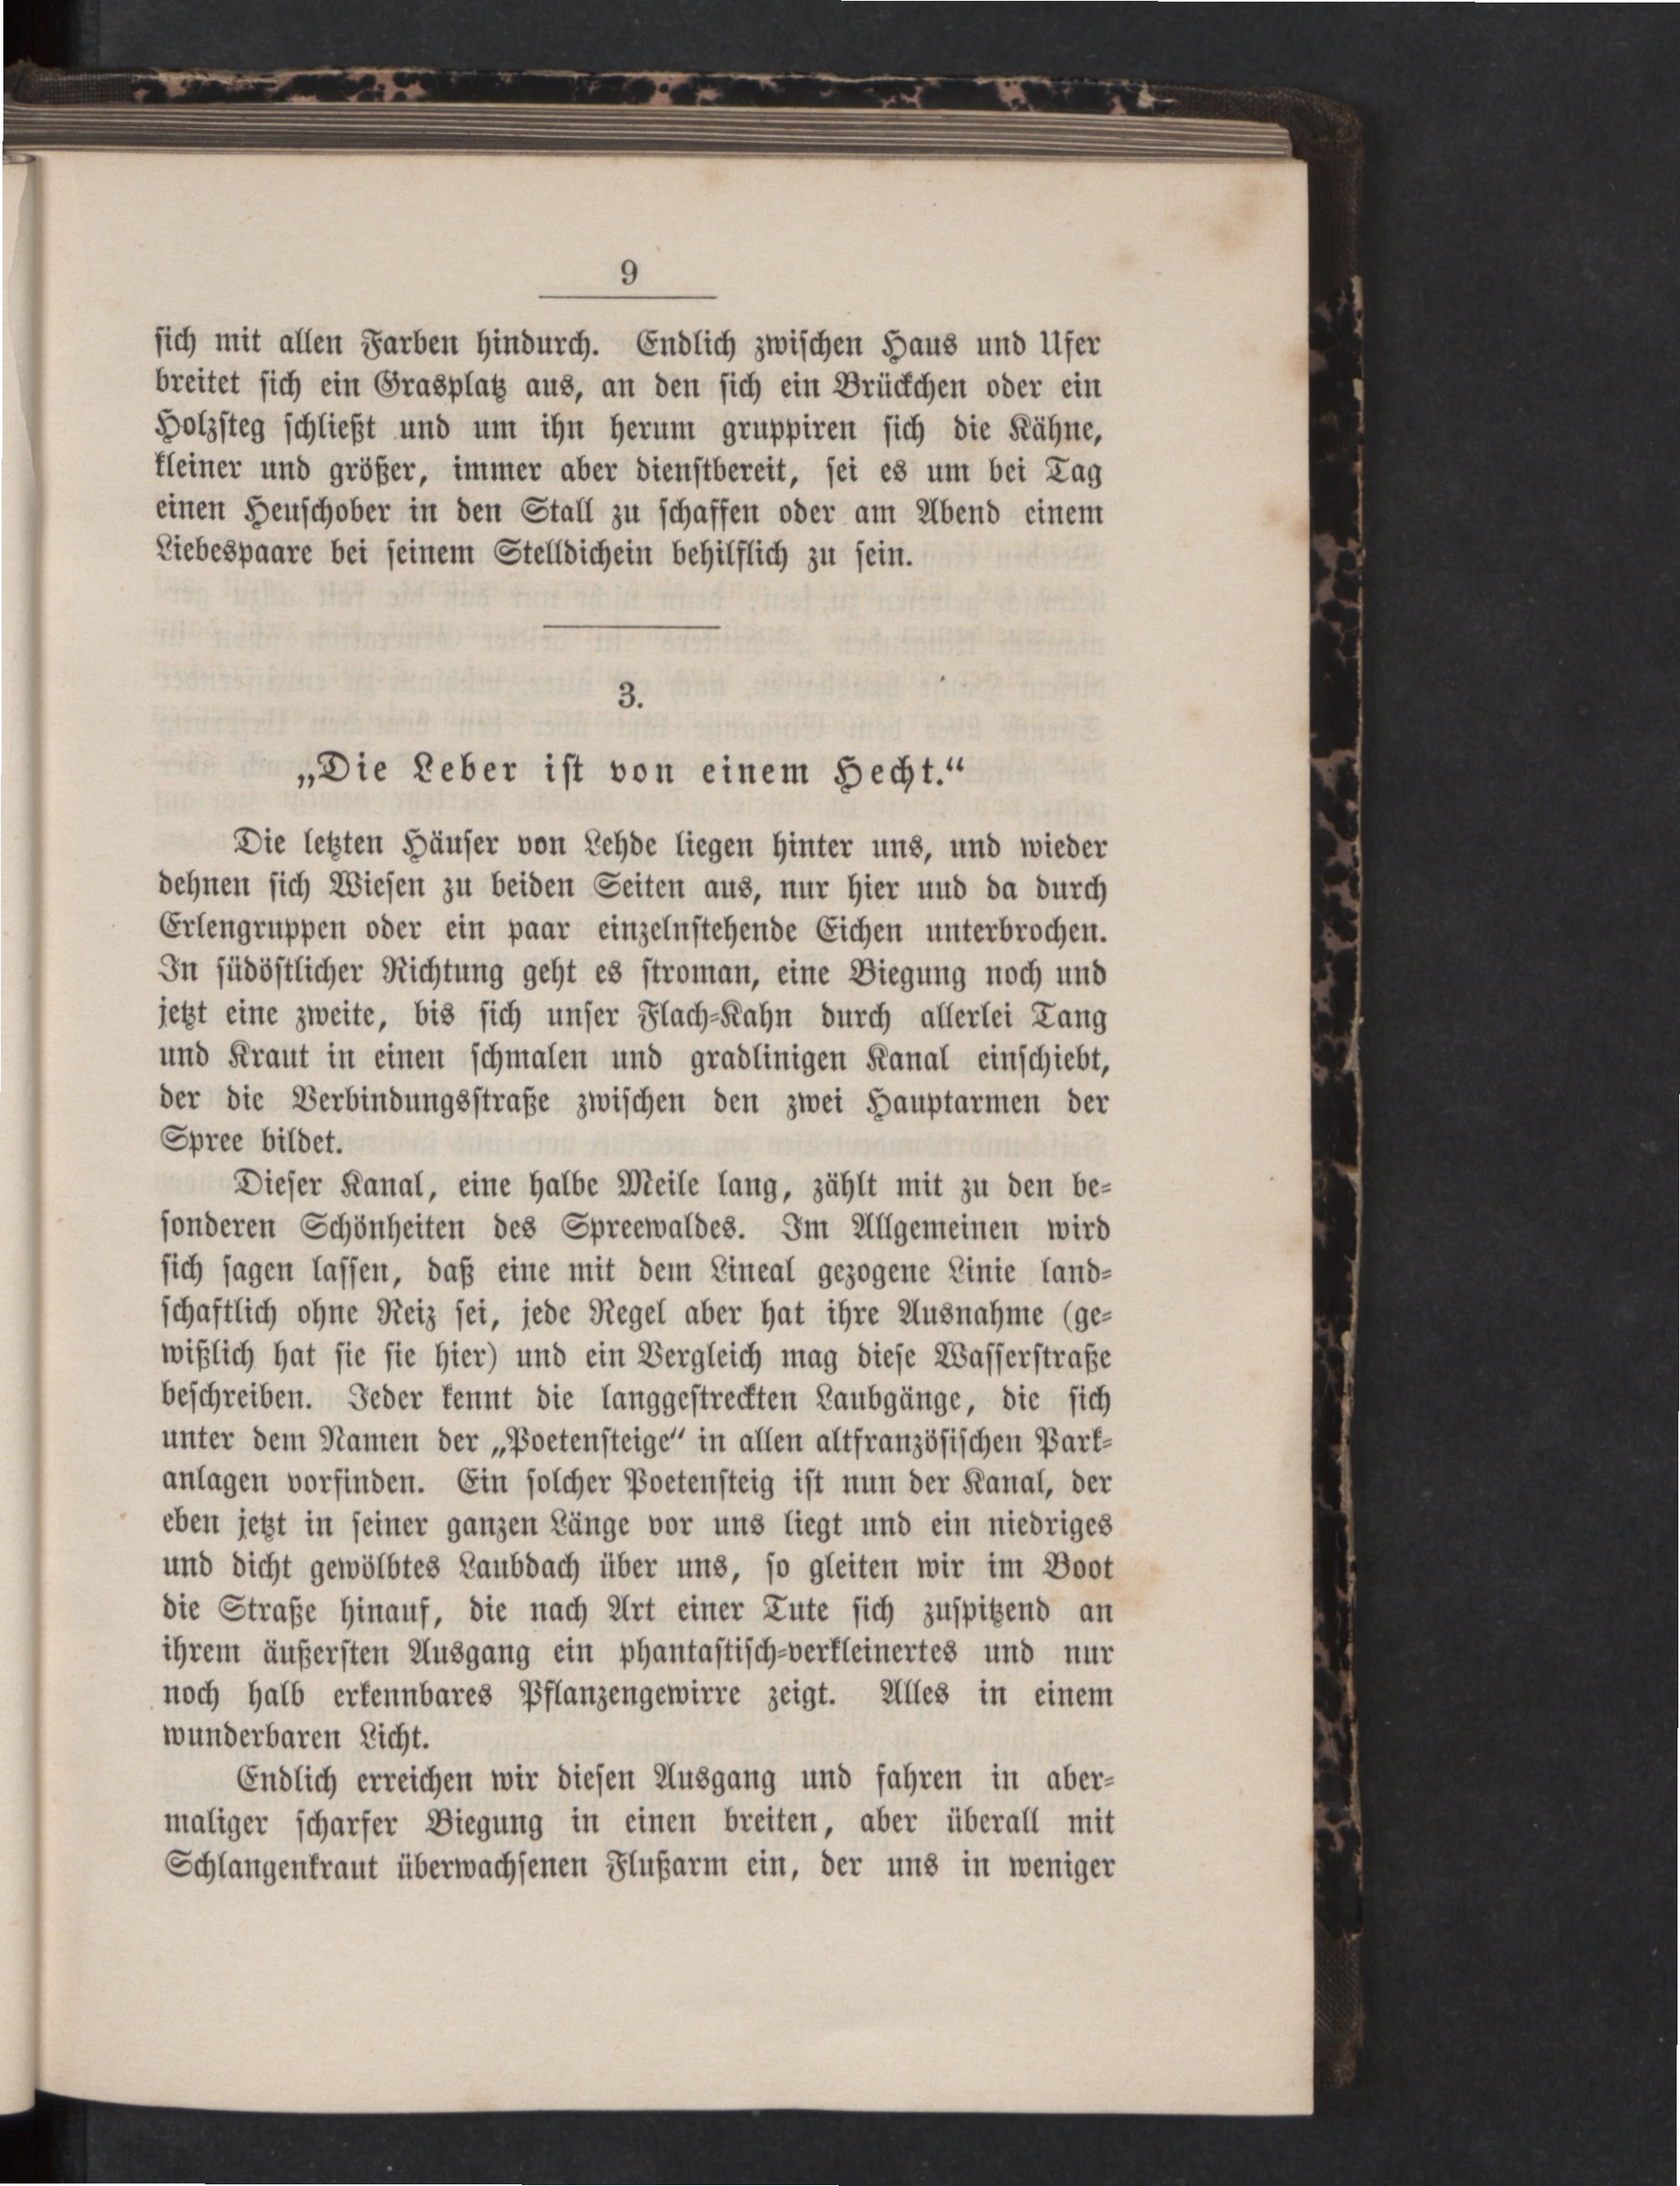 9
sich mit allen Farben hindurch. Endlich zwischen Haus und Ufer
breitet sich ein Grasplatz aus, an den sich ein Brückchen oder ein
Holzsteg schließt und um ihn herum gruppiren sich die Kähne,
kleiner und größer, immer aber dienstbereit, sei es um bei Tag
einen Heuschober in den Stall zu schaffen oder am Abend einem
Liebespaare bei seinem Stelldichein behilflich zu sein.
3.
„Die Leber ist von einem Hecht.“
Die letzten Häuser von Lehde liegen hinter uns, und wieder
dehnen sich Wiesen zu beiden Seiten aus, nur hier und da durch
Erlengruppen oder ein paar einzelnstehende Eichen unterbrochen.
In südöstlicher Richtung geht es stroman, eine Biegung noch und
jetzt eine zweite, bis sich unser Flach-Kahn durch allerlei Tang
und Kraut in einen schmalen und gradlinigen Kanal einschiebt,
der die Verbindungsstraße zwischen den zwei Hauptarmen der
Spree bildet.
Dieser Kanal, eine halbe Meile lang, zählt mit zu den be-
sonderen Schönheiten des Spreewaldes. Im Allgemeinen wird
sich sagen lassen, daß eine mit dem Lineal gezogene Linie land-
schaftlich ohne Reiz sei, jede Regel aber hat ihre Ausnahme (ge-
wißlich hat sie sie hier) und ein Vergleich mag diese Wasserstraße
beschreiben. Jeder kennt die langgestreckten Laubgänge, die sich
unter dem Namen der „Poetensteige“ in allen altfranzösischen Park-
anlagen vorfinden. Ein solcher Poetensteig ist nun der Kanal, der
eben jetzt in seiner ganzen Länge vor uns liegt und ein niedriges
und dicht gewölbtes Laubdach über uns, so gleiten wir im Boot
die Straße hinauf, die nach Art einer Tute sich zuspitzend an
ihrem äußersten Ausgang ein phantastisch-verkleinertes und nur
noch halb erkennbares Pflanzengewirre zeigt. Alles in einem
wunderbaren Licht.
Endlich erreichen wir diesen Ausgang und fahren in aber-
maliger scharfer Biegung in einen breiten, aber überall mit
Schlangenkraut überwachsenen Flußarm ein, der uns in weniger